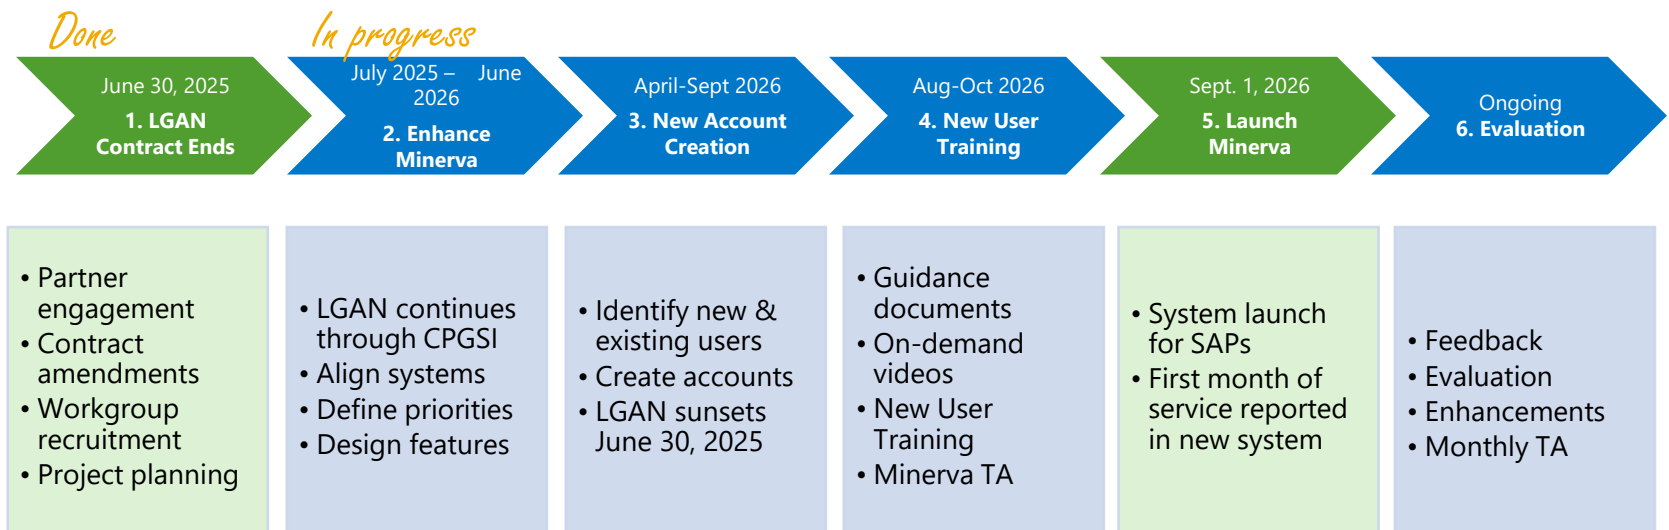 Done
In progress
June 30, 2025
1. LGAN
Contract Ends
July 2025 – June
2026
2. Enhance
Minerva
April-Sept 2026
3. New Account
Creation
Aug-Oct 2026
4. New User
Training
Sept. 1, 2026
5. Launch
Minerva
Ongoing
6. Evaluation
• Partner
engagement
• Contract
amendments
• Workgroup
recruitment
• Project planning
• LGAN continues
through CPGSI
• Align systems
• Define priorities
• Design features
• Identify new &
existing users
• Create accounts
• LGAN sunsets
June 30, 2025
• Guidance
documents
• On-demand
videos
• New User
Training
• Minerva TA
• System launch
for SAPs
• First month of
service reported
in new system
• Feedback
• Evaluation
• Enhancements
• Monthly TA